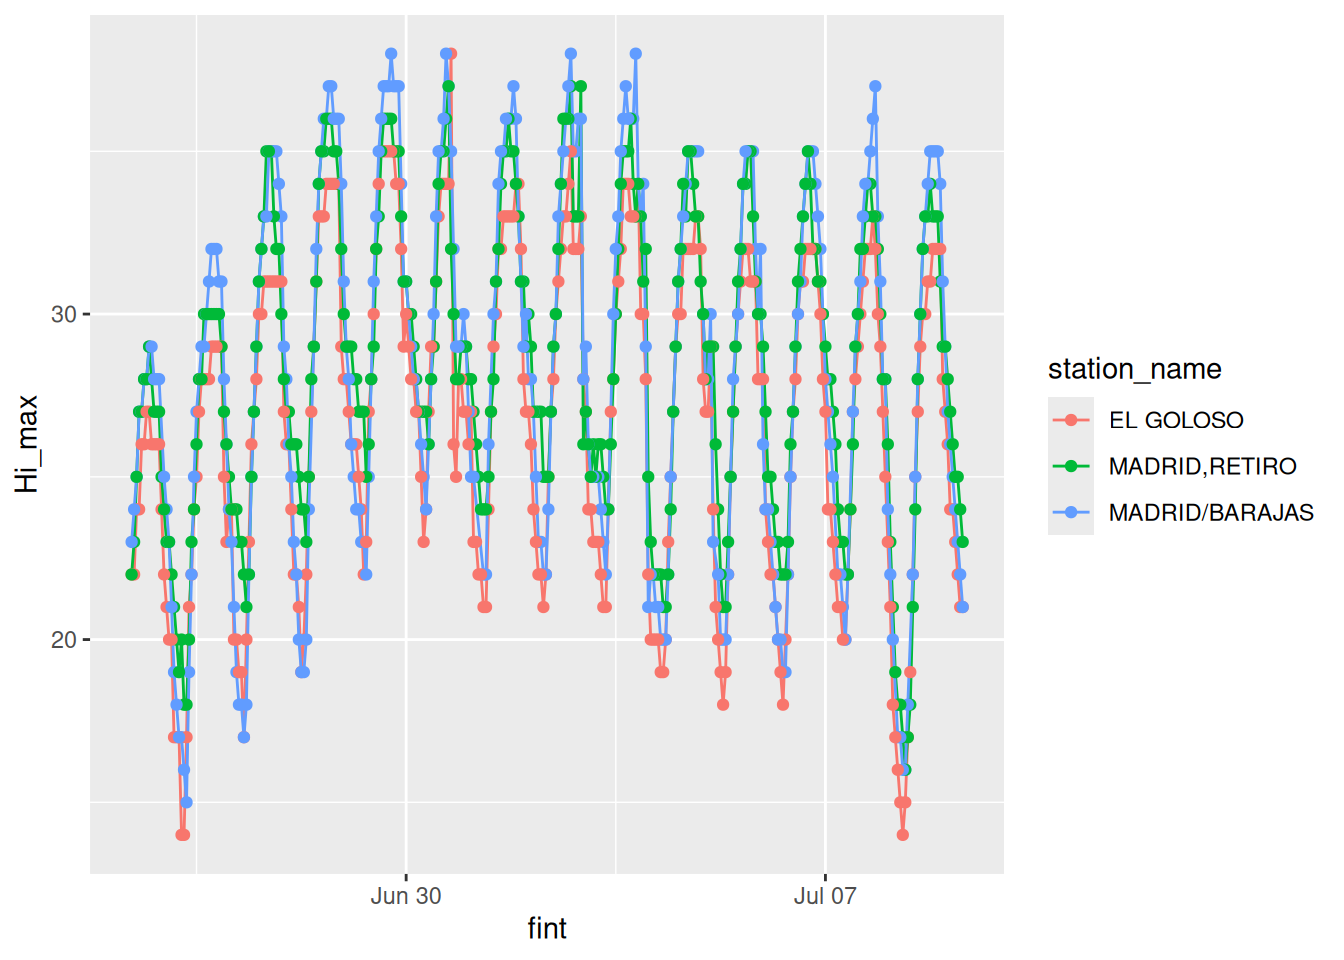 Hi_max
30
20
Jun 30
Jul 07
fint
station_name
EL GOLOSO
MADRID,RETIRO
MADRID/BARAJAS